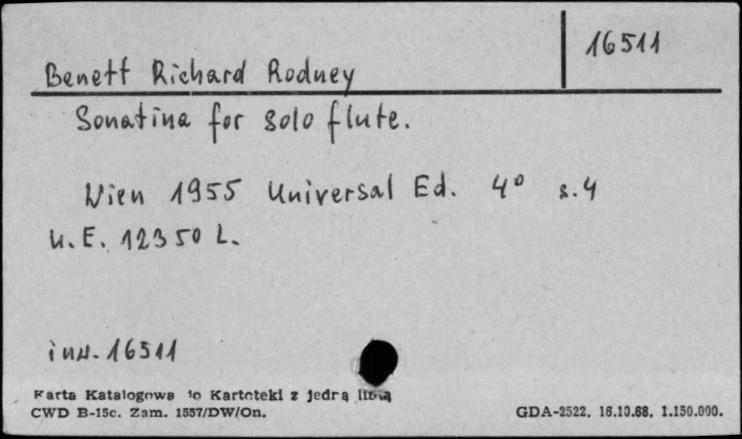 16511
Benett Richard Rodney
Sonatina for solo flute.
Wien 1955 Universal Ed. 4° s.4
U.E. 12350 L.
inw. 16511
Karta Katalogowa do Kartoteki z jedrą linią
CWD B-15c. Zam. 1557/DW/On.
GDA-2522. 16.10.68. 1.150.000.